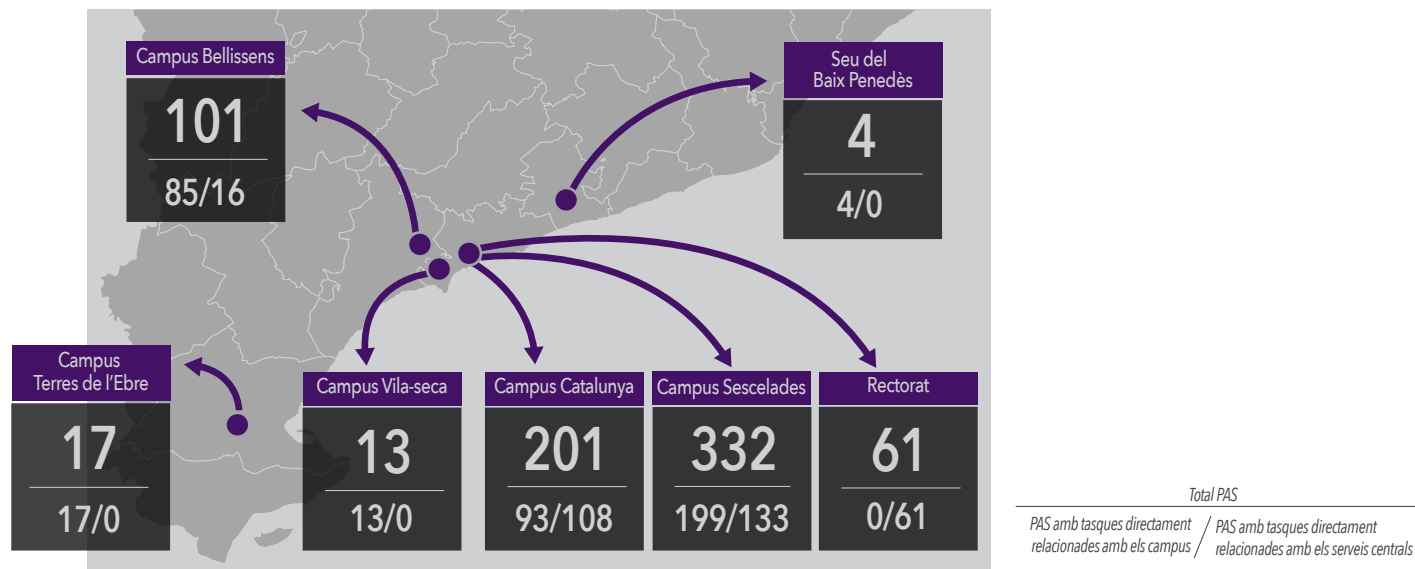 Campus Bellissens
101
85/16
Seu del
Baix Penedès
4
4/0
Campus
Terres de l'Ebre
17
17/0
Campus Vila-seca
13
13/0
Campus Catalunya
201
93/108
Campus Sescelades
332
199/133
Rectorat
61
0/61
Total PAS
PAS amb tasques directament
relacionades amb els campus
/
PAS amb tasques directament
relacionades amb els serveis centrals